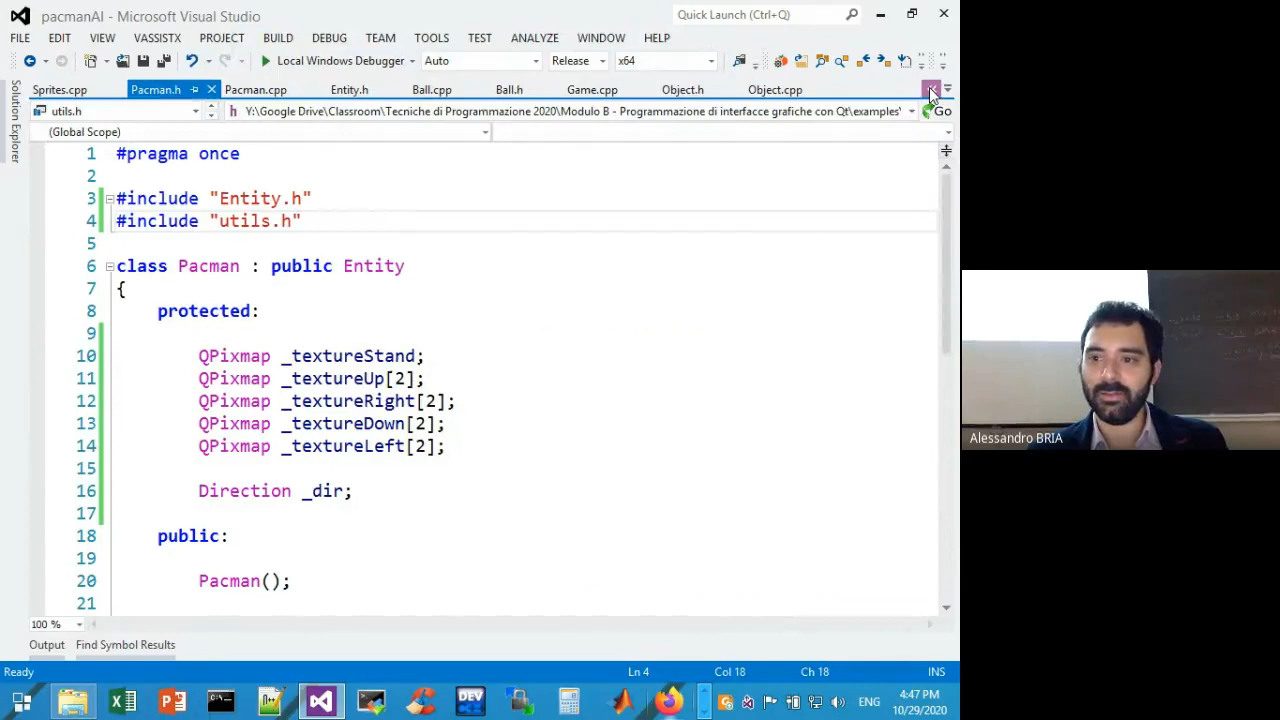 pacmanAI - Microsoft Visual Studio
Quick Launch (Ctrl+Q)
FILE EDIT VIEW VASSISTX PROJECT BUILD DEBUG TEAM TOOLS TEST ANALYZE WINDOW HELP
Local Windows Debugger Auto Release x64
Sprites.cpp Pacman.h Pacman.cpp Entity.h Ball.cpp Ball.h Game.cpp Object.h Object.cpp
utils.h Y:\Google Drive\Classroom\Tecniche di Programmazione 2020\Modulo B - Programmazione di interfacce grafiche con Qt\examples\ Go
(Global Scope)
Solution Explorer
1 #pragma once
2
3 #include "Entity.h"
4 #include "utils.h"
5
6 class Pacman : public Entity
7 {
8 protected:
9
10 QPixmap _textureStand;
11 QPixmap _textureUp[2];
12 QPixmap _textureRight[2];
13 QPixmap _textureDown[2];
14 QPixmap _textureLeft[2];
15
16 Direction _dir;
17
18 public:
19
20 Pacman();
21
100 %
Output Find Symbol Results
Ready Ln 4 Col 18 Ch 18 INS
DEV
ENG
4:47 PM
10/29/2020
Alessandro BRIA